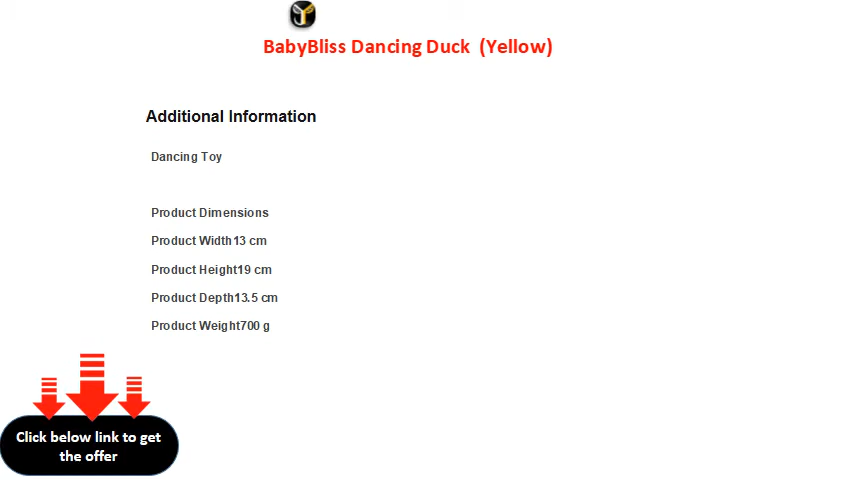 BabyBliss Dancing Duck (Yellow)
Additional Information
Dancing Toy
Product Dimensions
Product Width13 cm
Product Height19 cm
Product Depth13.5 cm
Product Weight700 g
Click below link to get
the offer